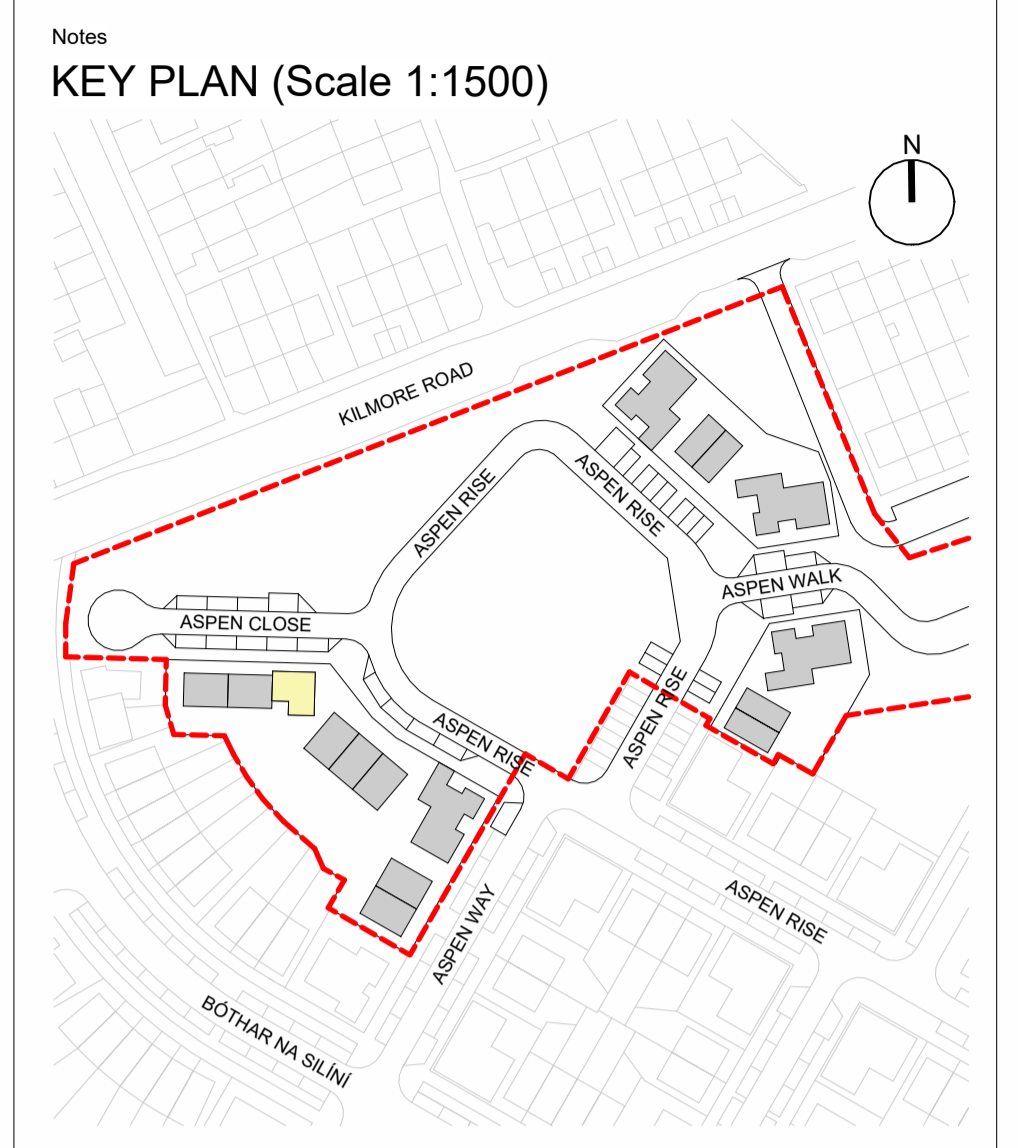 Notes
KEY PLAN (Scale 1:1500)
N
KILMORE ROAD
ASPEN RISE
ASPEN RISE
ASPEN WALK
ASPEN CLOSE
ASPEN RISE
ASPEN RISE
ASPEN RISE
ASPEN WAY
BÓTHAR NA SILÍNÍ